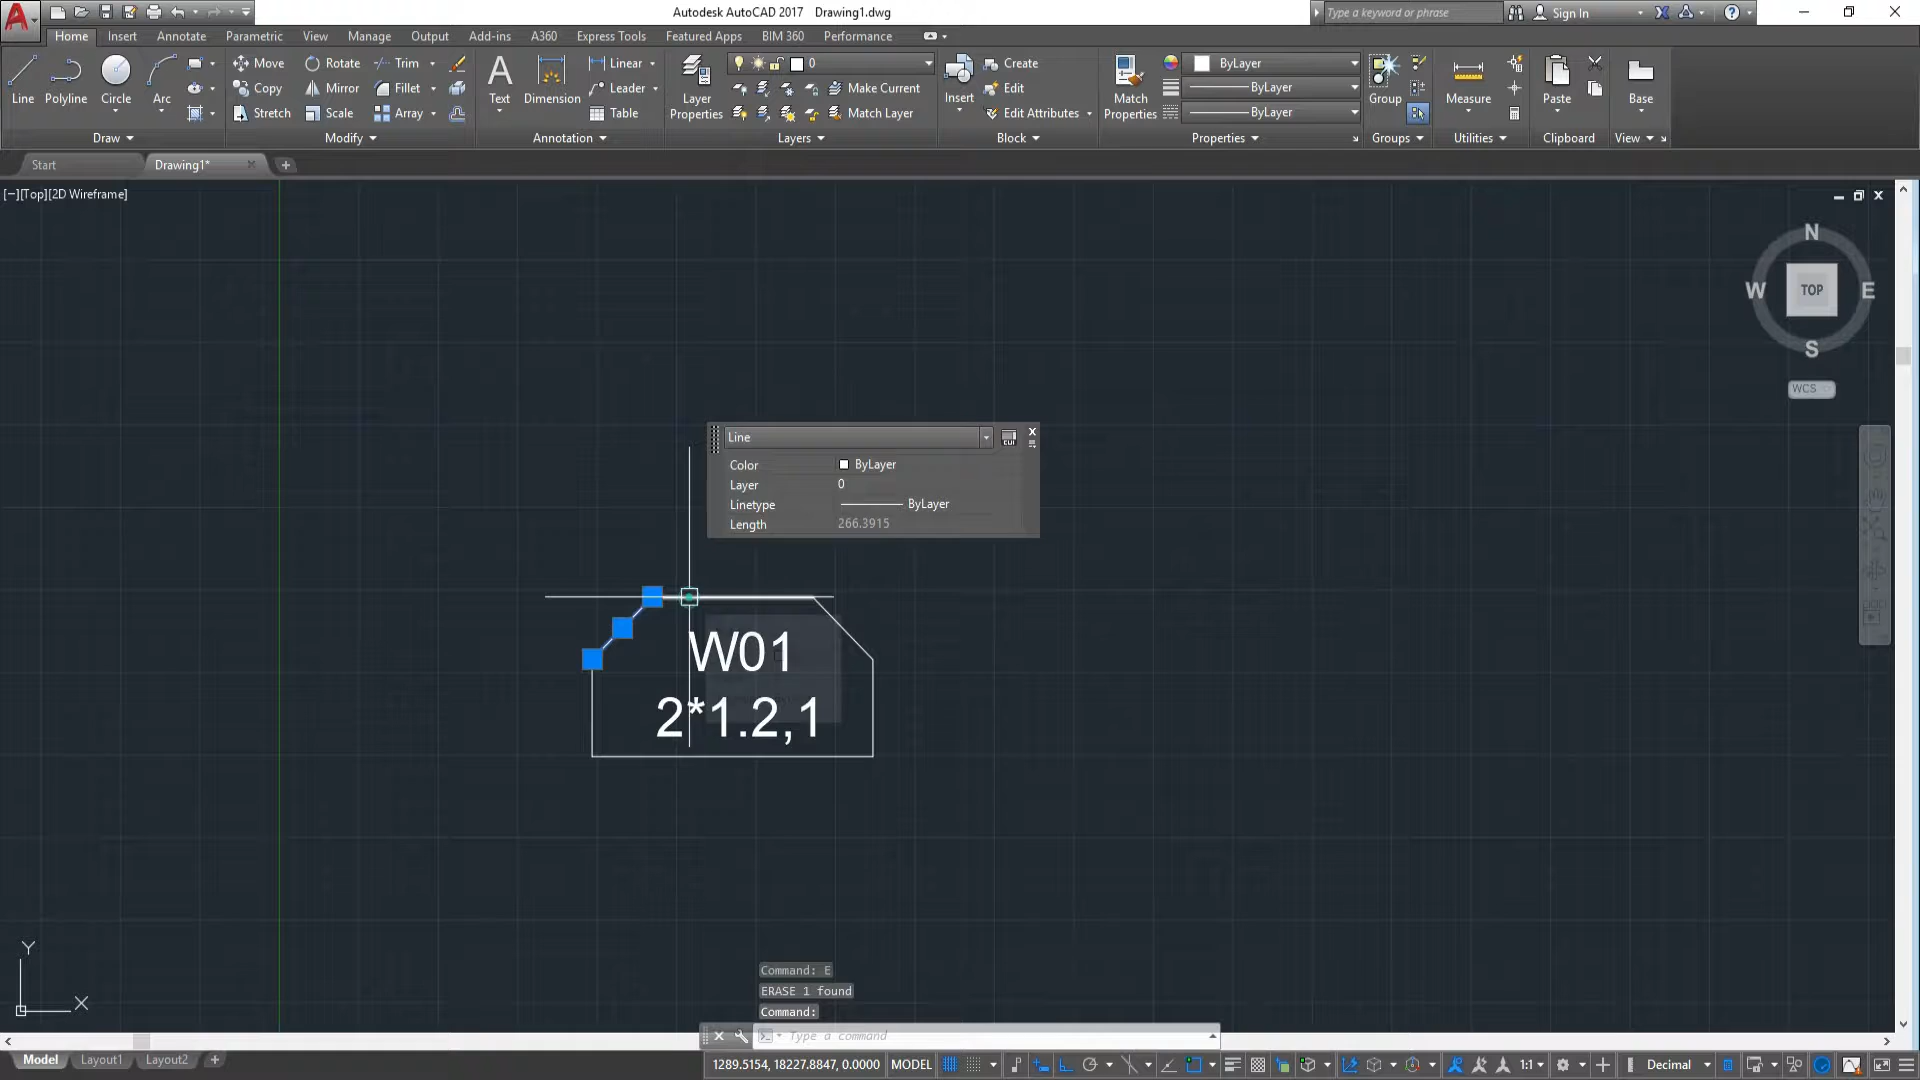 Autodesk AutoCAD 2017 Drawing1.dwg
Type a keyword or phrase
Sign In
Home Insert Annotate Parametric View Manage Output Add-ins A360 Express Tools Featured Apps BIM 360 Performance
Line
Polyline
Circle
Arc
Move
Rotate
Trim
Copy
Mirror
Fillet
Stretch
Scale
Array
Text
Dimension
Linear
Leader
Table
Layer
Properties
0
Make Current
Match Layer
Insert
Create
Edit
Edit Attributes
Match
Properties
ByLayer
ByLayer
ByLayer
Group
Measure
Paste
Base
Draw
Modify
Annotation
Layers
Block
Properties
Groups
Utilities
Clipboard
View
Start
Drawing1*
[−][Top][2D Wireframe]
N
W
TOP
E
S
WCS
Line
CUI
Color ByLayer
Layer 0
Linetype ByLayer
Length 266.3915
W01
2*1.2,1
Y
X
Command: E
ERASE 1 found
Command:
Type a command
Model Layout1 Layout2
1289.5154, 18227.8847, 0.0000 MODEL
1:1
Decimal